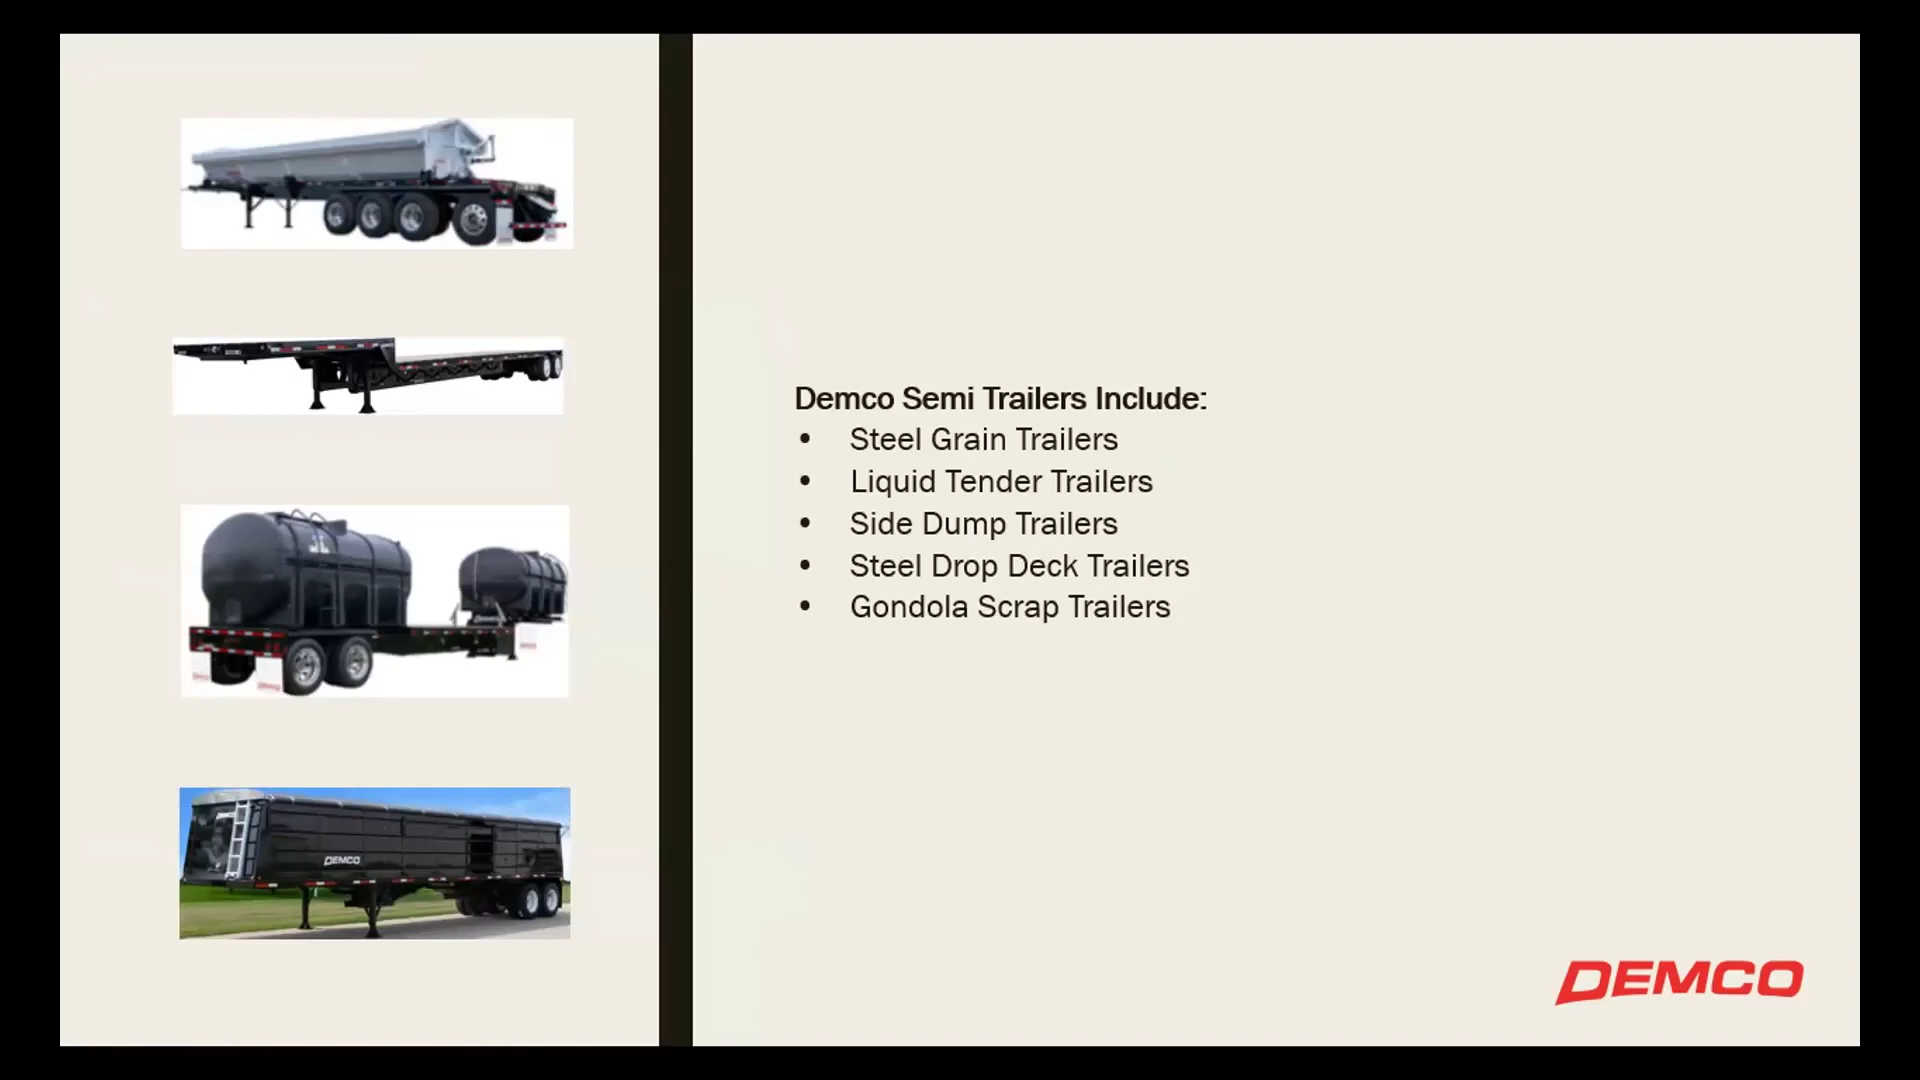 Demco Semi Trailers Include:
• Steel Grain Trailers
• Liquid Tender Trailers
• Side Dump Trailers
• Steel Drop Deck Trailers
• Gondola Scrap Trailers
DEMCO
DEMCO